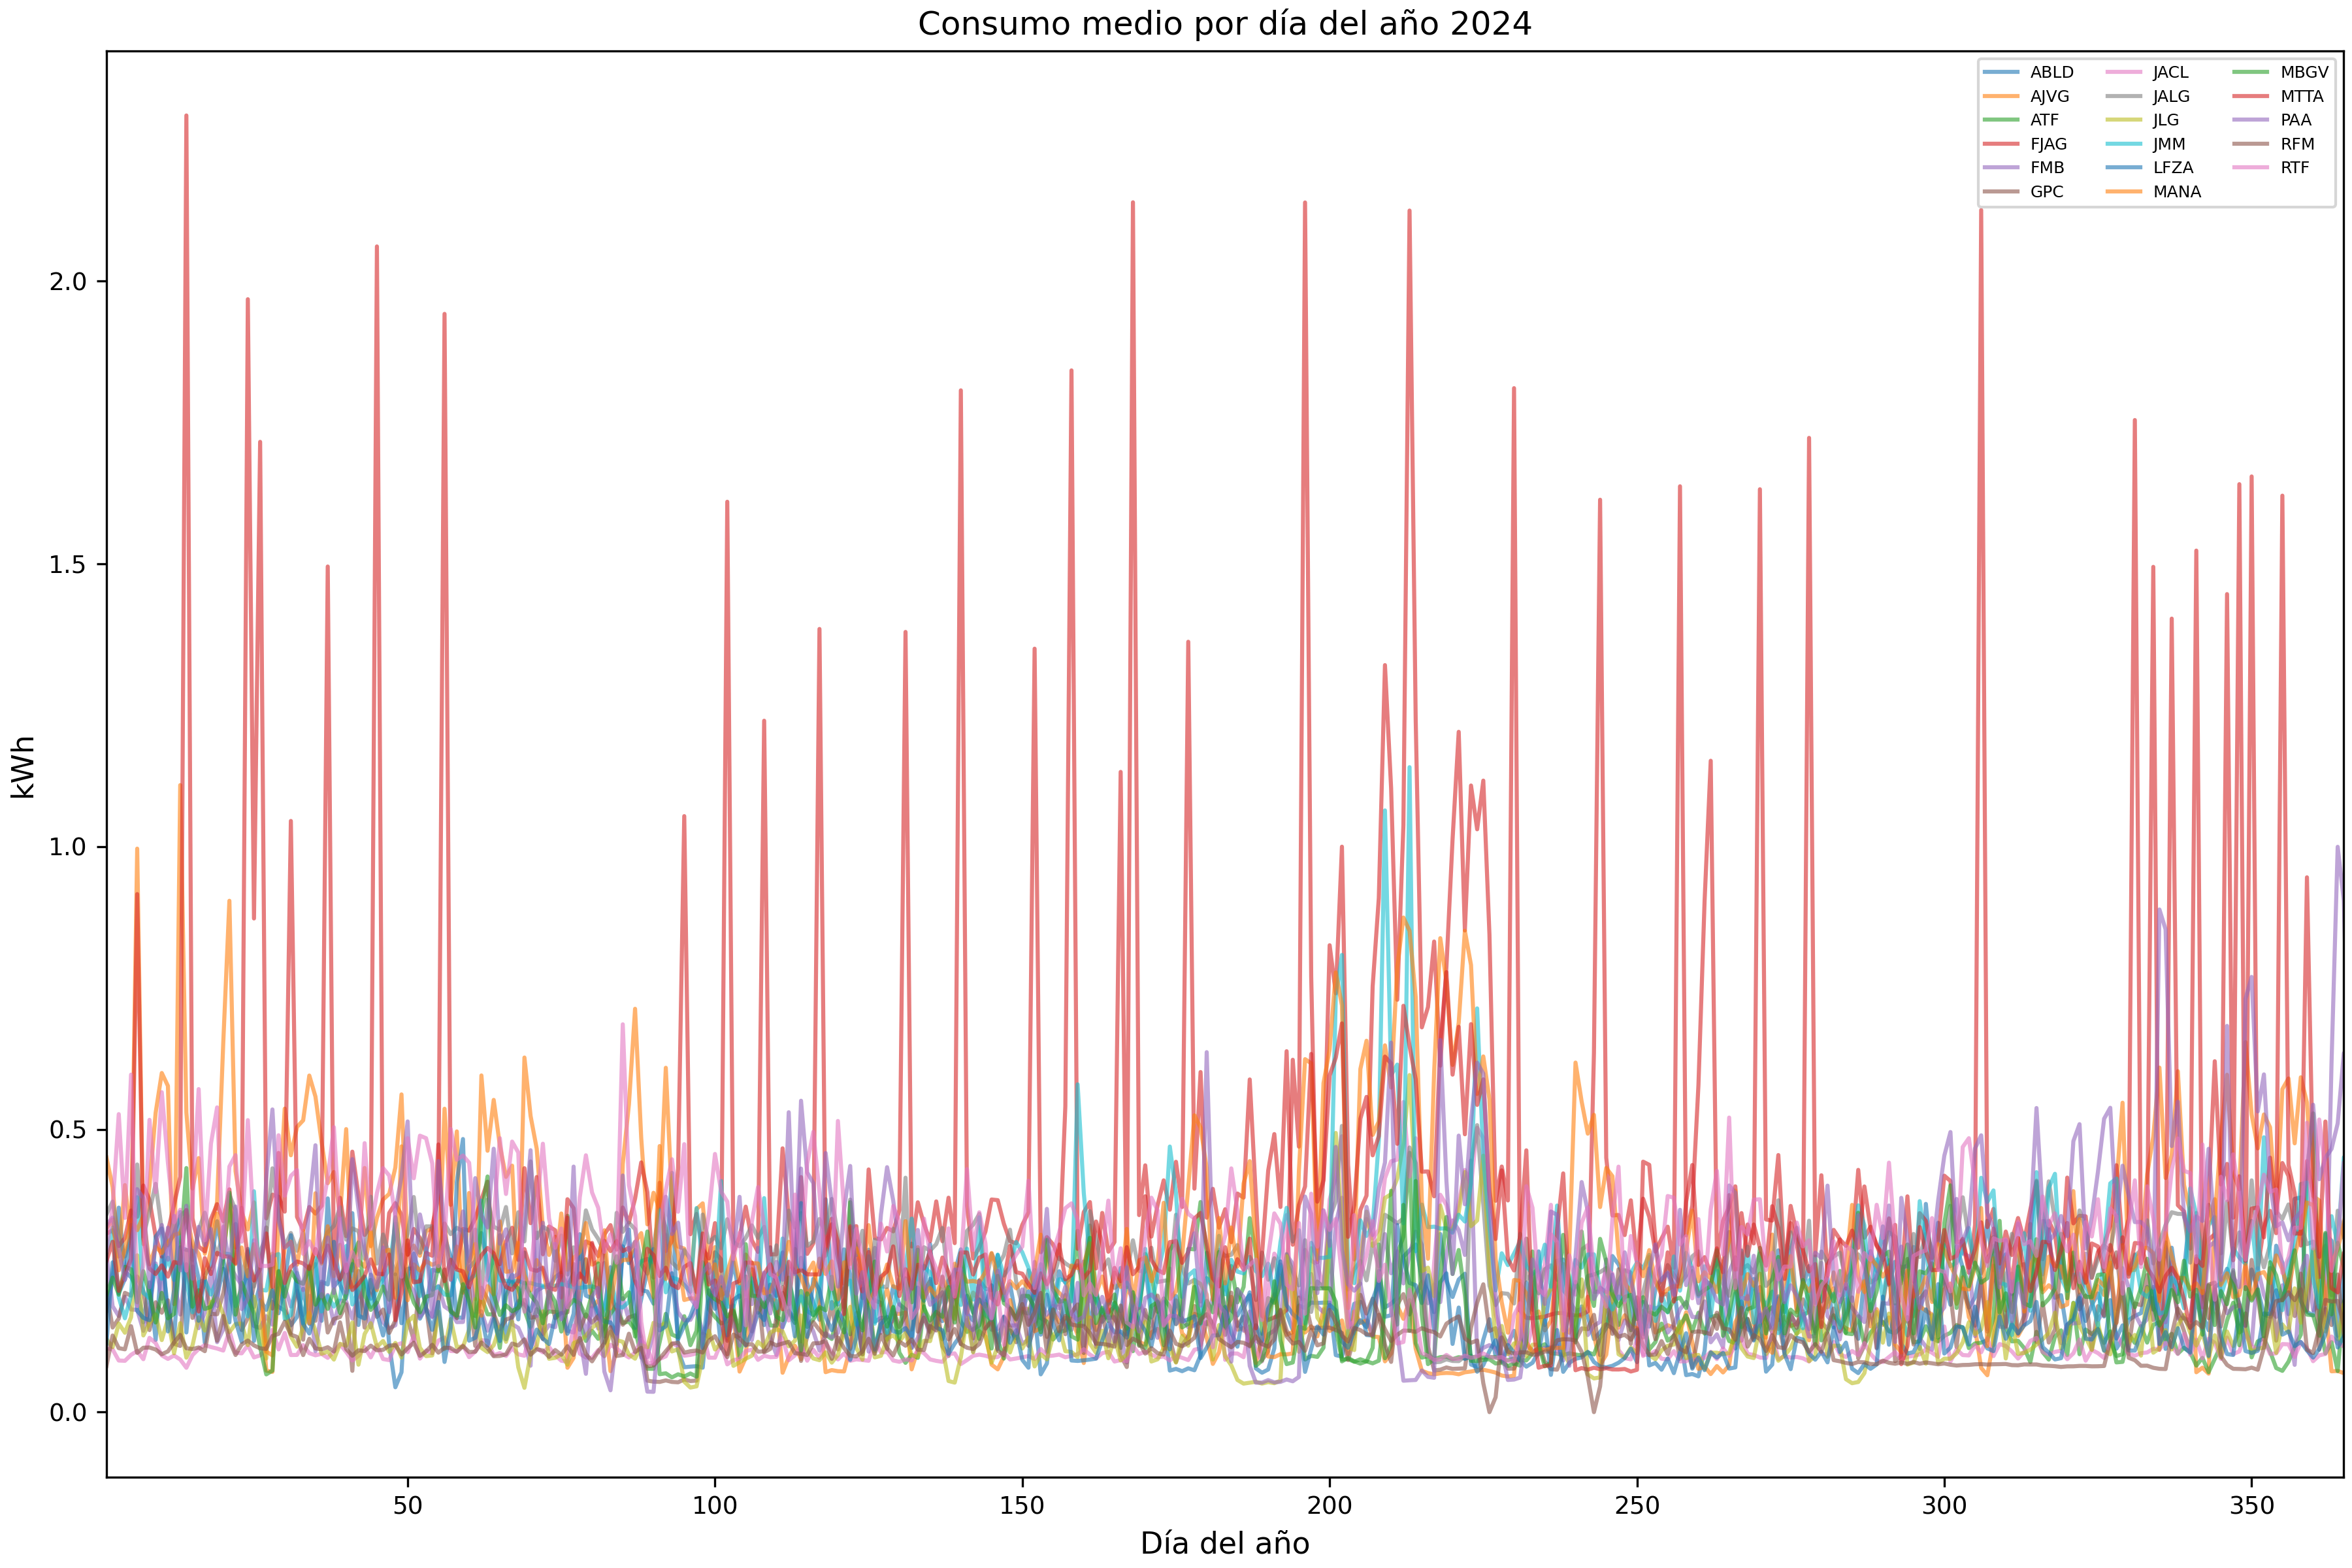 Consumo medio por día del año 2024
kWh
2.0
1.5
1.0
0.5
0.0
50
100
150
200
250
300
350
Día del año
ABLD
AJVG
ATF
FJAG
FMB
GPC
JACL
JALG
JLG
JMM
LFZA
MANA
MBGV
MTTA
PAA
RFM
RTF